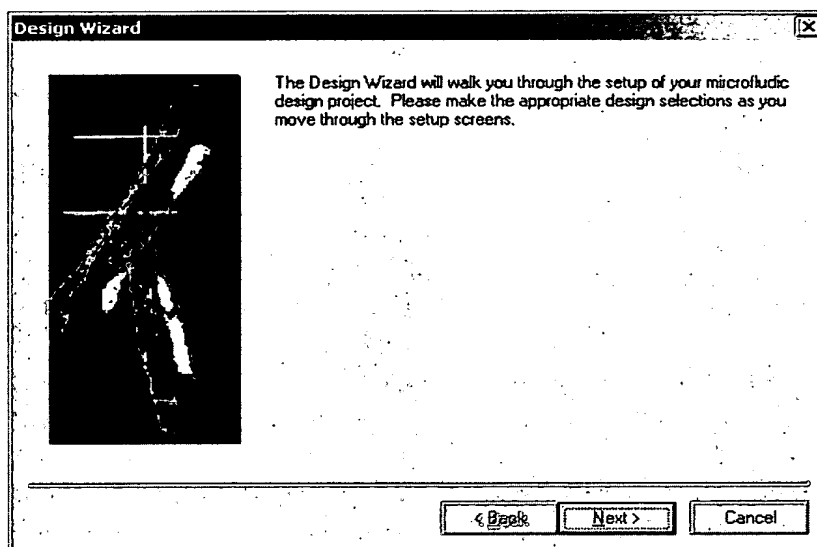 Design Wizard
The Design Wizard will walk you through the setup of your mircofludic
design project. Please make the appropriate design selections as you
move through the setup screens.
< Back Next > Cancel